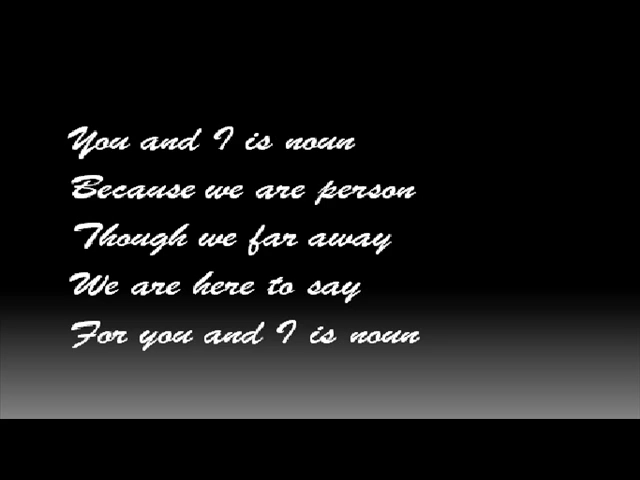 You and I is noun
Because we are person
Though we far away
We are here to say
For you and I is noun